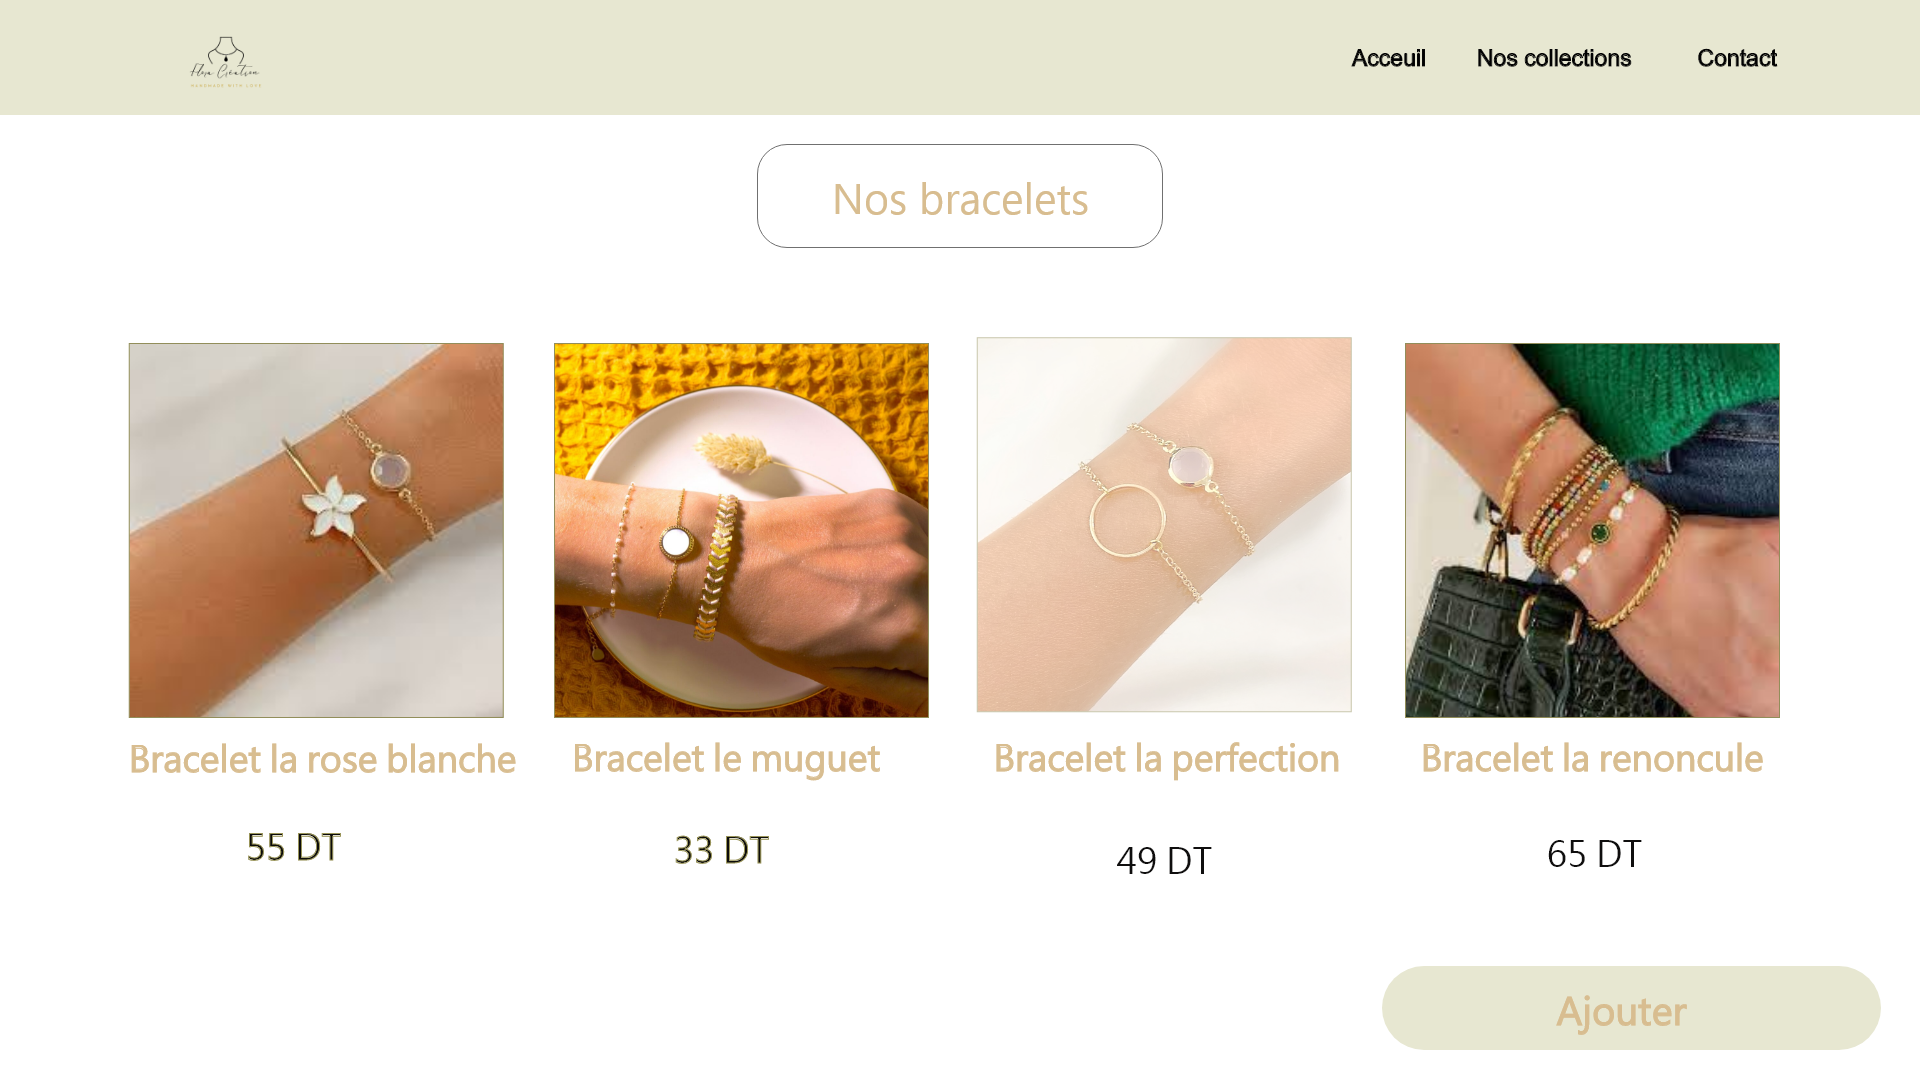 Flora Création
HANDMADE WITH LOVE
Acceuil
Nos collections
Contact
Nos bracelets
Bracelet la rose blanche
Bracelet le muguet
Bracelet la perfection
Bracelet la renoncule
55 DT
33 DT
49 DT
65 DT
Ajouter